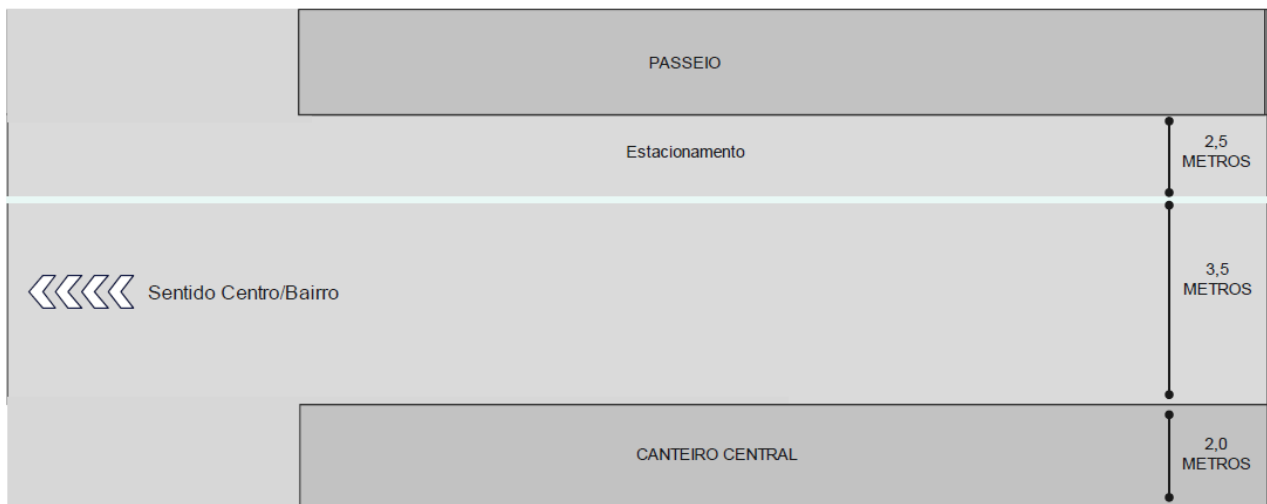 PASSEIO
Estacionamento
2,5
METROS
3,5
METROS
Sentido Centro/Bairro
CANTEIRO CENTRAL
2,0
METROS